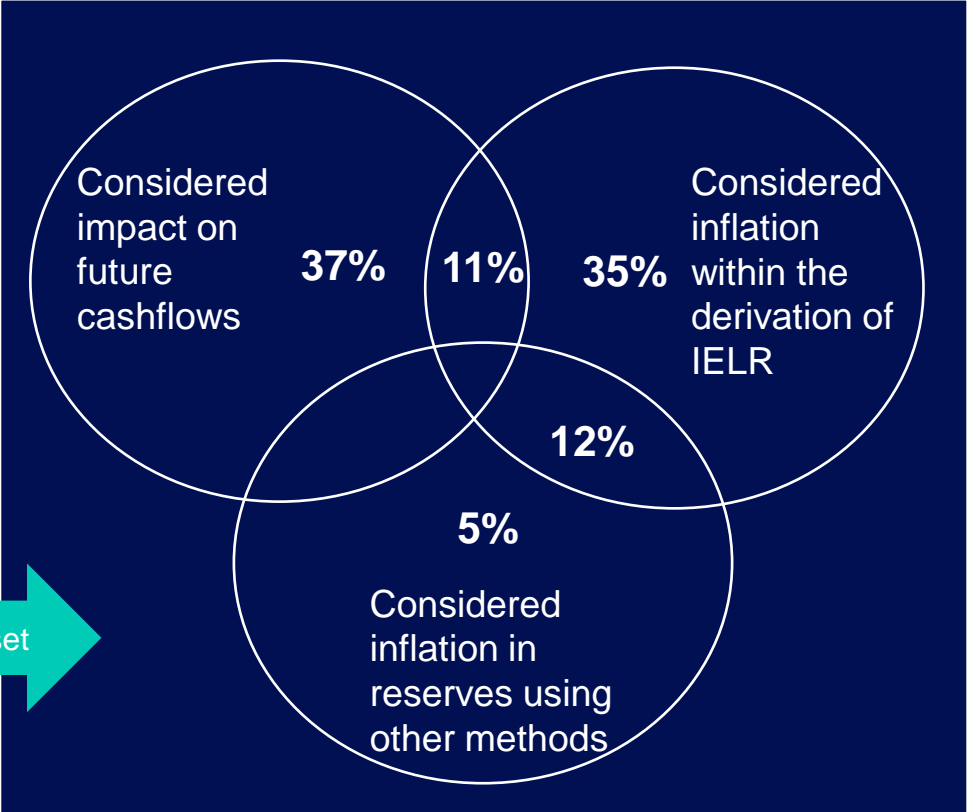 Considered
impact on
future
cashflows
37%
11%
35%
Considered
inflation
within the
derivation of
IELR
12%
5%
Considered
inflation in
reserves using
other methods